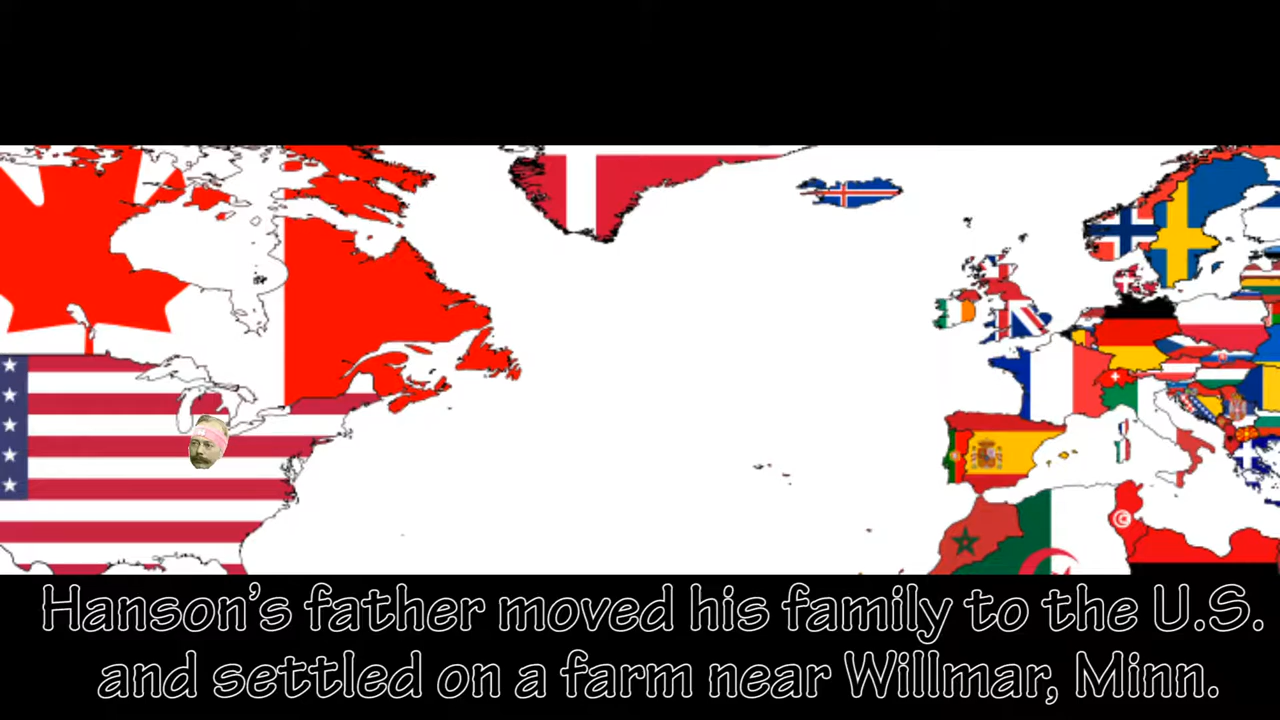 Hanson's father moved his family to the U.S.
and settled on a farm near Willmar, Minn.